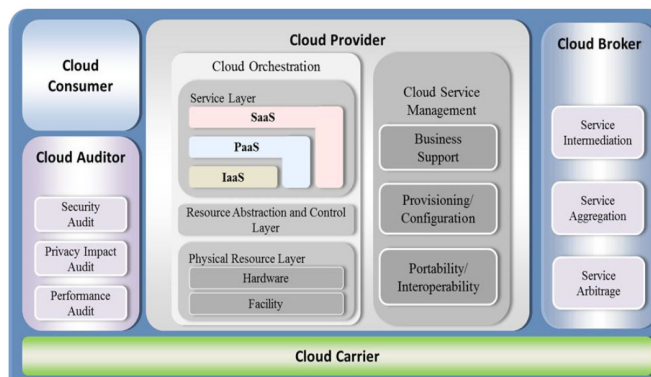 Cloud
Consumer
Cloud Auditor
Security
Audit
Privacy Impact
Audit
Performance
Audit
Cloud Provider
Cloud Orchestration
Service Layer
SaaS
PaaS
IaaS
Resource Abstraction and Control
Layer
Physical Resource Layer
Hardware
Facility
Cloud Service
Management
Business
Support
Provisioning/
Configuration
Portability/
Interoperability
Cloud Broker
Service
Intermediation
Service
Aggregation
Service
Arbitrage
Cloud Carrier